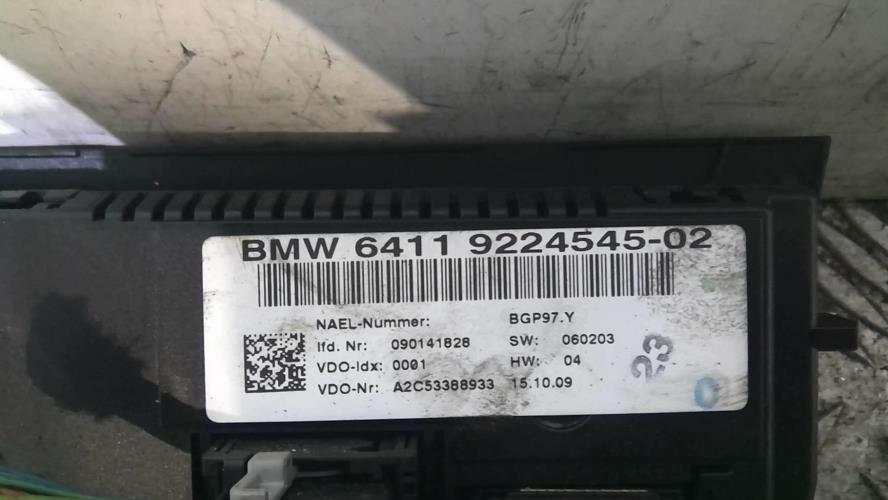 BMW 6411 9224545-02
NAEL-Nummer: BGP97.Y
lfd. Nr: 090141828 SW: 060203
VDO-Idx: 0001 HW: 04
VDO-Nr: A2C53388933 15.10.09
23
0